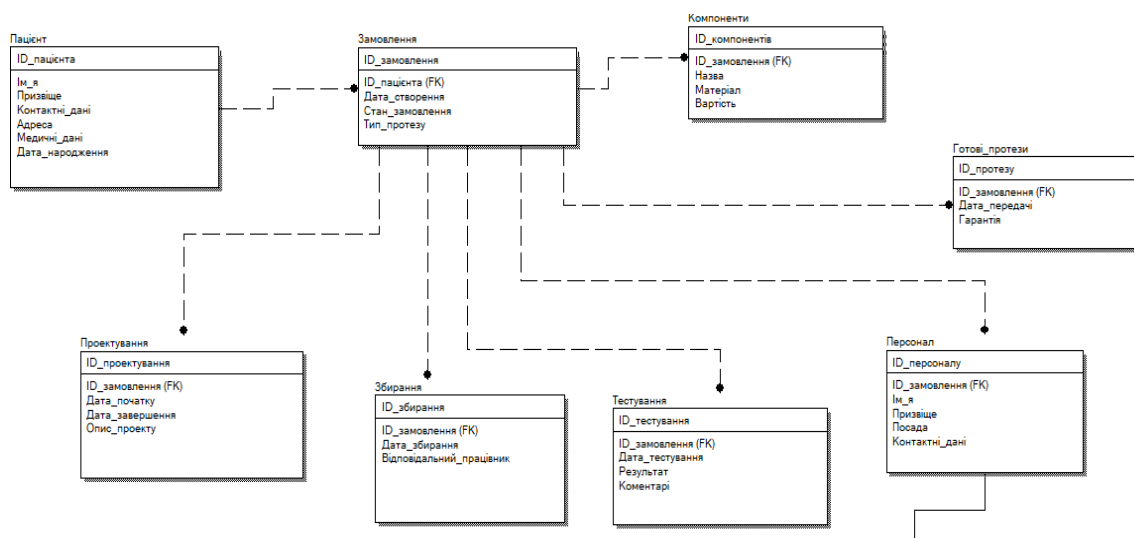 Пацієнт
ID_пацієнта
Ім_я
Призвіще
Контактні_дані
Адреса
Медичні_дані
Дата_народження
Замовлення
ID_замовлення
ID_пацієнта (FK)
Дата_створення
Стан_замовлення
Тип_протезу
Компоненти
ID_компонентів
ID_замовлення (FK)
Назва
Матеріал
Вартість
Готові_протези
ID_протезу
ID_замовлення (FK)
Дата_передачі
Гарантія
Проектування
ID_проектування
ID_замовлення (FK)
Дата_початку
Дата_завершення
Опис_проекту
Збирання
ID_збирання
ID_замовлення (FK)
Дата_збирання
Відповідальний_працівник
Тестування
ID_тестування
ID_замовлення (FK)
Дата_тестування
Результат
Коментарі
Персонал
ID_персоналу
ID_замовлення (FK)
Ім_я
Призвіще
Посада
Контактні_дані